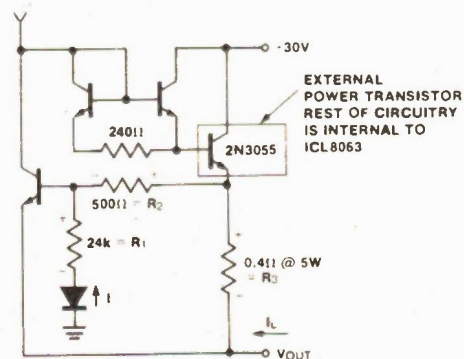 -30V
EXTERNAL
POWER TRANSISTOR
REST OF CIRCUITRY
IS INTERNAL TO
ICL8063
240Ω
2N3055
500Ω = R2
24k = R1
0.4Ω @ 5W
= R3
I
IL
VOUT